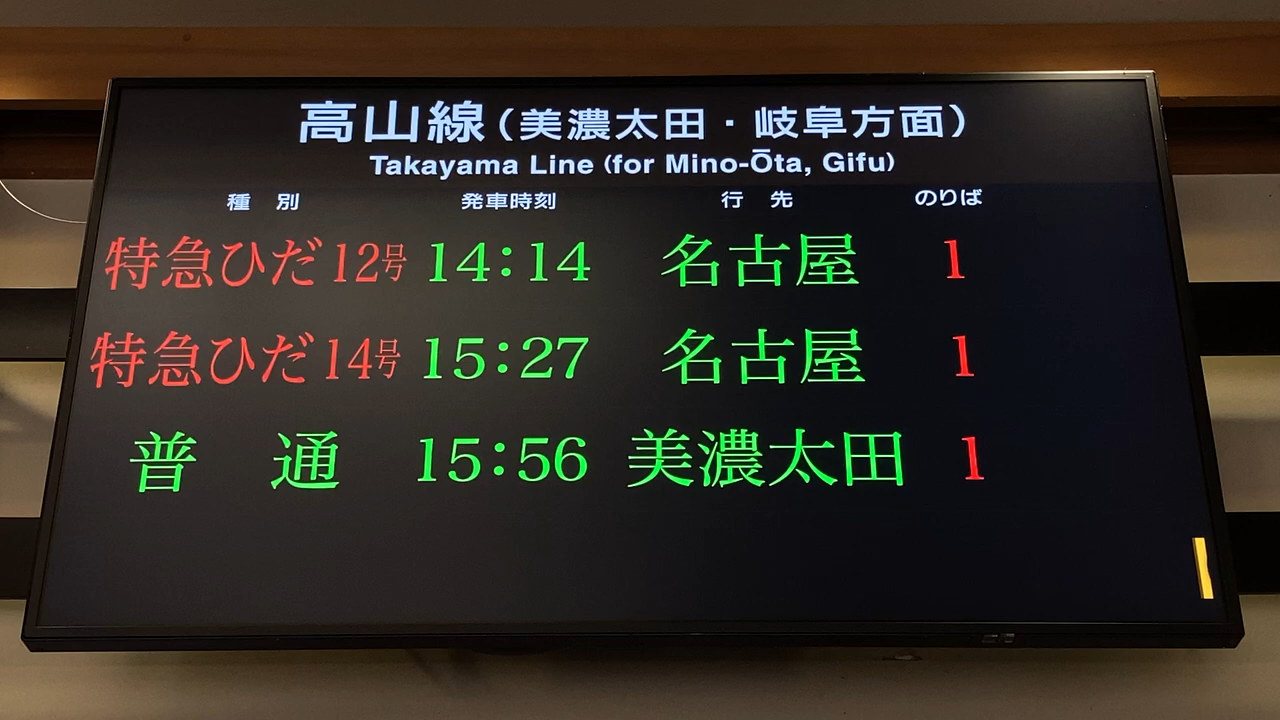 高山線(美濃太田・岐阜方面)
Takayama Line (for Mino-Ōta, Gifu)
種別 発車時刻 行先 のりば
特急ひだ12号 14:14 名古屋 1
特急ひだ14号 15:27 名古屋 1
普通 15:56 美濃太田 1